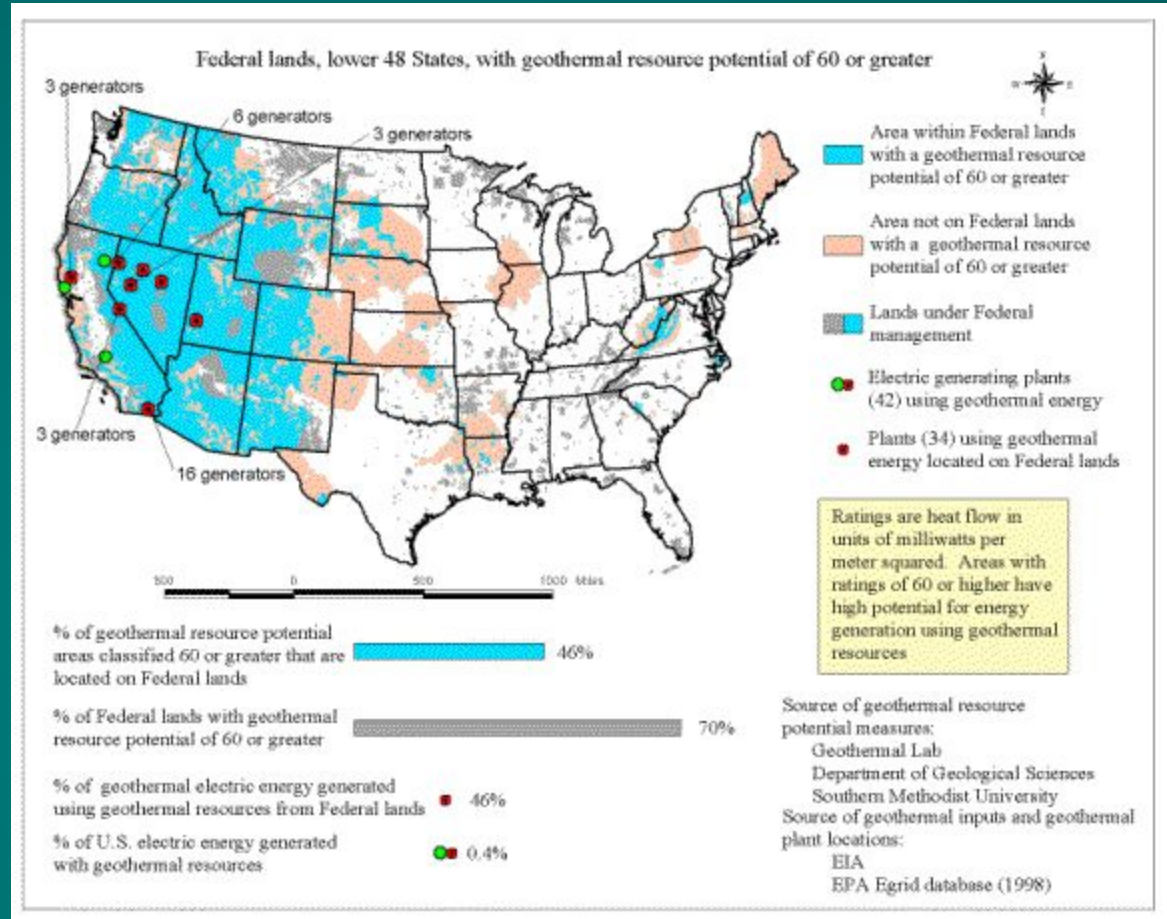 Federal lands, lower 48 States, with geothermal resource potential of 60 or greater
3 generators
6 generators
3 generators
3 generators
16 generators
Area within Federal lands
with a geothermal resource
potential of 60 or greater
Area not on Federal lands
with a geothermal resource
potential of 60 or greater
Lands under Federal
management
Electric generating plants
(42) using geothermal energy
Plants (34) using geothermal
energy located on Federal lands
Ratings are heat flow in
units of milliwatts per
meter squared. Areas with
ratings of 60 or higher have
high potential for energy
generation using geothermal
resources
500 0 500 1000 Miles
% of geothermal resource potential
areas classified 60 or greater that are
located on Federal lands
46%
% of Federal lands with geothermal
resource potential of 60 or greater
70%
% of geothermal electric energy generated
using geothermal resources from Federal lands
46%
% of U.S. electric energy generated
with geothermal resources
0.4%
Source of geothermal resource
potential measures:
Geothermal Lab
Department of Geological Sciences
Southern Methodist University
Source of geothermal inputs and geothermal
plant locations:
EIA
EPA Egrid database (1998)